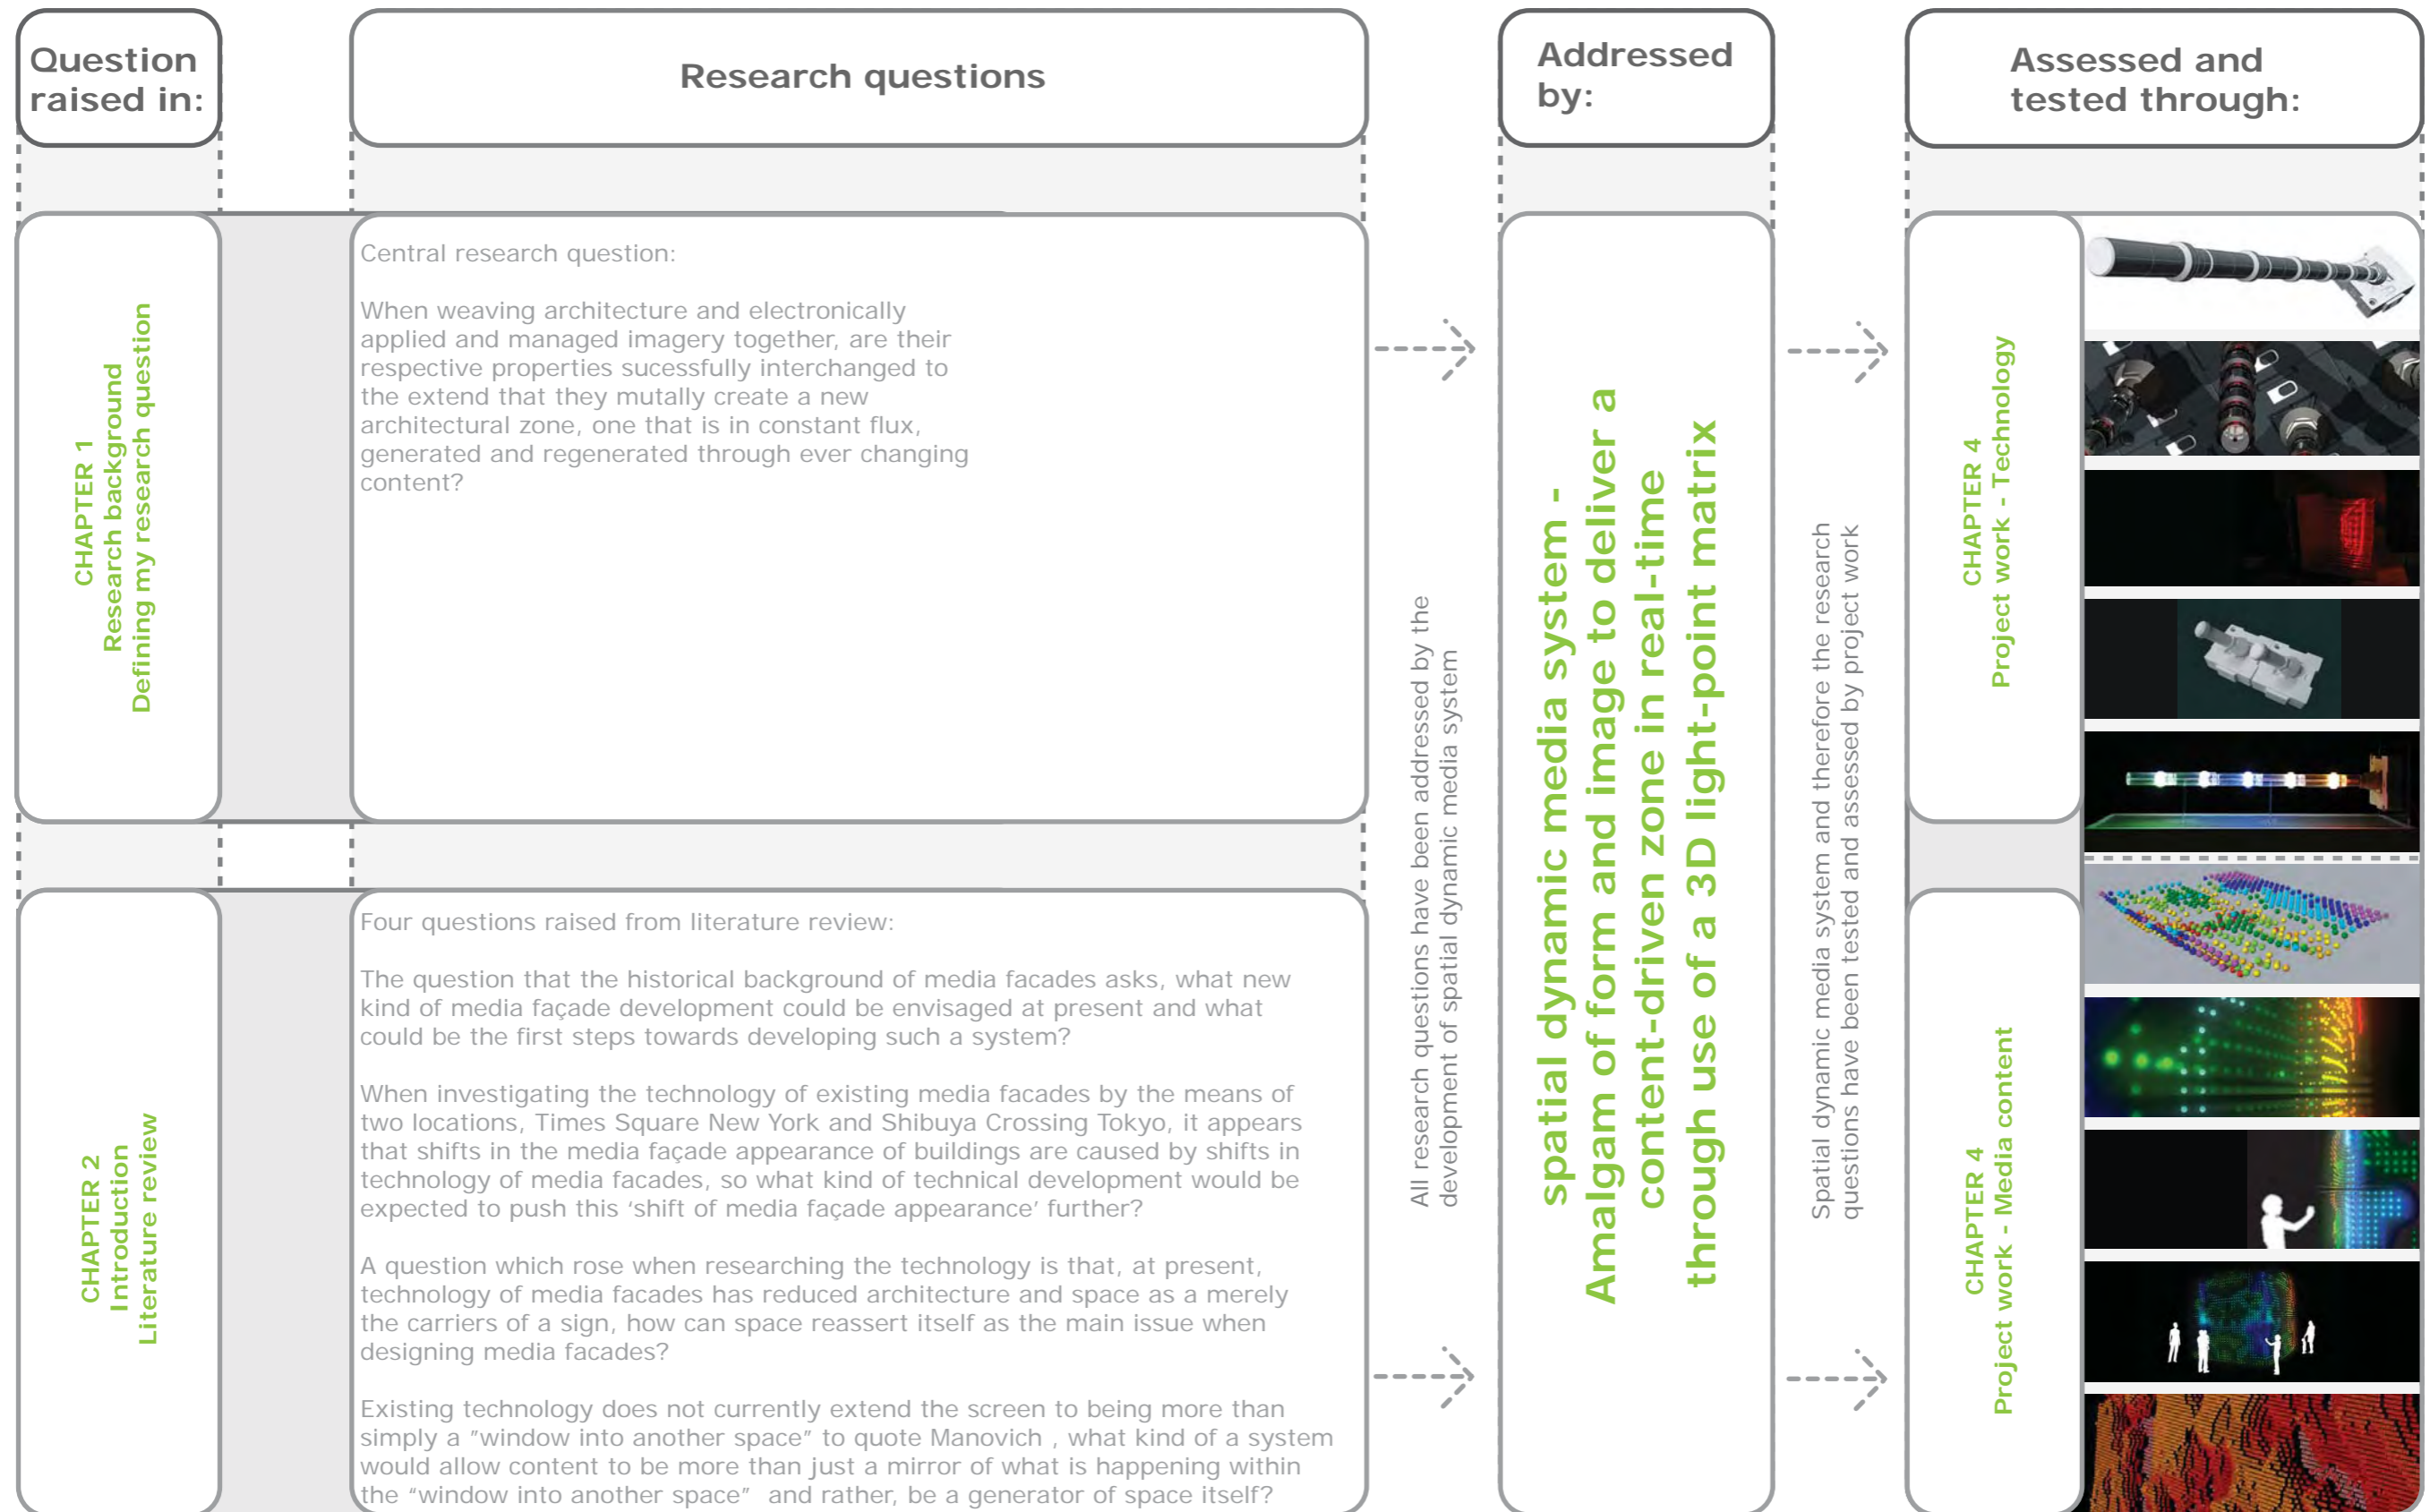 Question
raised in:
Research questions
Addressed
by:
Assessed and
tested through:
CHAPTER 1
Research background
Defining my research question
Central research question:
When weaving architecture and electronically
applied and managed imagery together, are their
respective properties sucessfully interchanged to
the extend that they mutally create a new
architectural zone, one that is in constant flux,
generated and regenerated through ever changing
content?
CHAPTER 2
Introduction
Literature review
Four questions raised from literature review:
The question that the historical background of media facades asks, what new
kind of media façade development could be envisaged at present and what
could be the first steps towards developing such a system?
When investigating the technology of existing media facades by the means of
two locations, Times Square New York and Shibuya Crossing Tokyo, it appears
that shifts in the media façade appearance of buildings are caused by shifts in
technology of media facades, so what kind of technical development would be
expected to push this ‘shift of media façade appearance’ further?
A question which rose when researching the technology is that, at present,
technology of media facades has reduced architecture and space as a merely
the carriers of a sign, how can space reassert itself as the main issue when
designing media facades?
Existing technology does not currently extend the screen to being more than
simply a "window into another space" to quote Manovich , what kind of a system
would allow content to be more than just a mirror of what is happening within
the "window into another space"  and rather, be a generator of space itself?
All research questions have been addressed by the
development of spatial dynamic media system
spatial dynamic media system -
Amalgam of form and image to deliver a
content-driven zone in real-time
through use of a 3D light-point matrix
Spatial dynamic media system and therefore the research
questions have been tested and assessed by project work
CHAPTER 4
Project work - Technology
CHAPTER 4
Project work - Media content